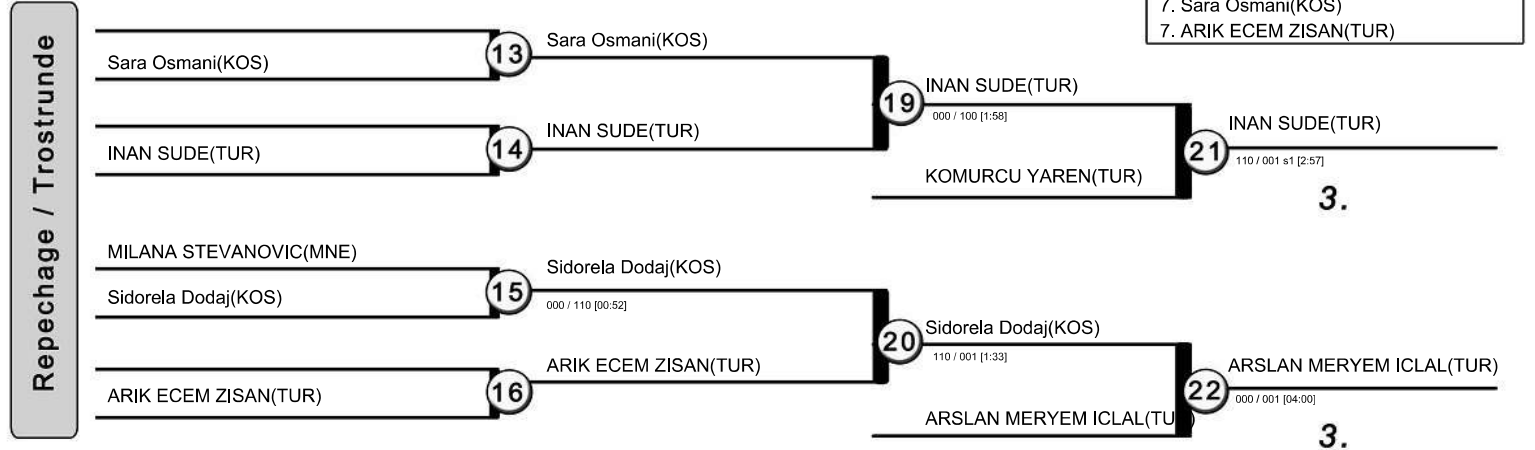 Repechage / Trostrunde
7. Sara Osmani(KOS)
7. ARIK ECEM ZISAN(TUR)
Sara Osmani(KOS)
13
Sara Osmani(KOS)
INAN SUDE(TUR)
14
INAN SUDE(TUR)
19
INAN SUDE(TUR)
000 / 100 [1:58]
KOMURCU YAREN(TUR)
21
INAN SUDE(TUR)
110 / 001 s1 [2:57]
3.
MILANA STEVANOVIC(MNE)
Sidorela Dodaj(KOS)
15
Sidorela Dodaj(KOS)
000 / 110 [00:52]
ARIK ECEM ZISAN(TUR)
16
ARIK ECEM ZISAN(TUR)
20
Sidorela Dodaj(KOS)
110 / 001 [1:33]
ARSLAN MERYEM ICLAL(TU)
22
ARSLAN MERYEM ICLAL(TUR)
000 / 001 [04:00]
3.